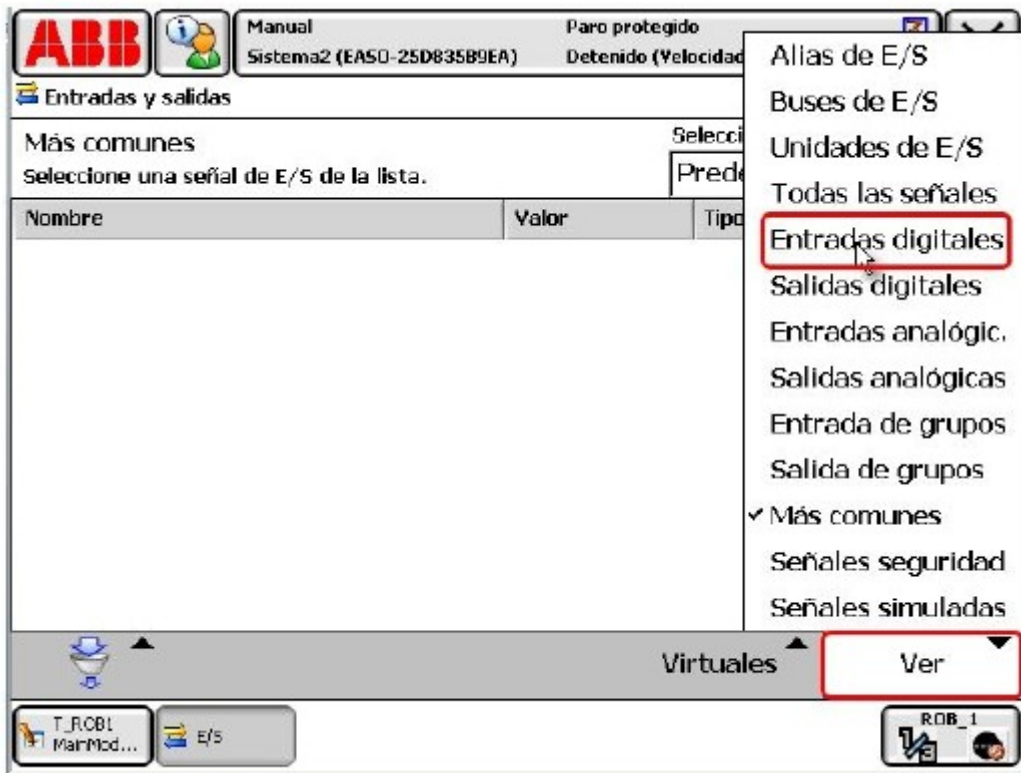 ABB
Manual
Sistema2 (EASO-25D835B9EA)
Paro protegido
Detenido (Velocidad
Entradas y salidas
Más comunes
Seleccione una señal de E/S de la lista.
Selecci
Prede
Nombre
Valor
Tipo
Alias de E/S
Buses de E/S
Unidades de E/S
Todas las señales
Entradas digitales
Salidas digitales
Entradas analógic.
Salidas analógicas
Entrada de grupos
Salida de grupos
Más comunes
Señales seguridad
Señales simuladas
Virtuales
Ver
T_ROB1
MainMod...
E/S
ROB_1
1/3